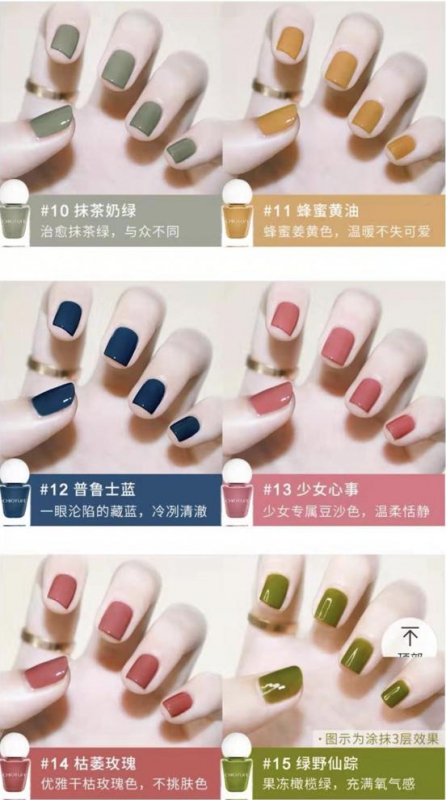 #10 抹茶奶绿
治愈抹茶绿，与众不同
#11 蜂蜜黄油
蜂蜜姜黄色，温暖不失可爱
#12 普鲁士蓝
一眼沦陷的藏蓝，冷冽清澈
#13 少女心事
少女专属豆沙色，温柔恬静
#14 枯萎玫瑰
优雅干枯玫瑰色，不挑肤色
顶部
·图示为涂抹3层效果
#15 绿野仙踪
果冻橄榄绿，充满氧气感